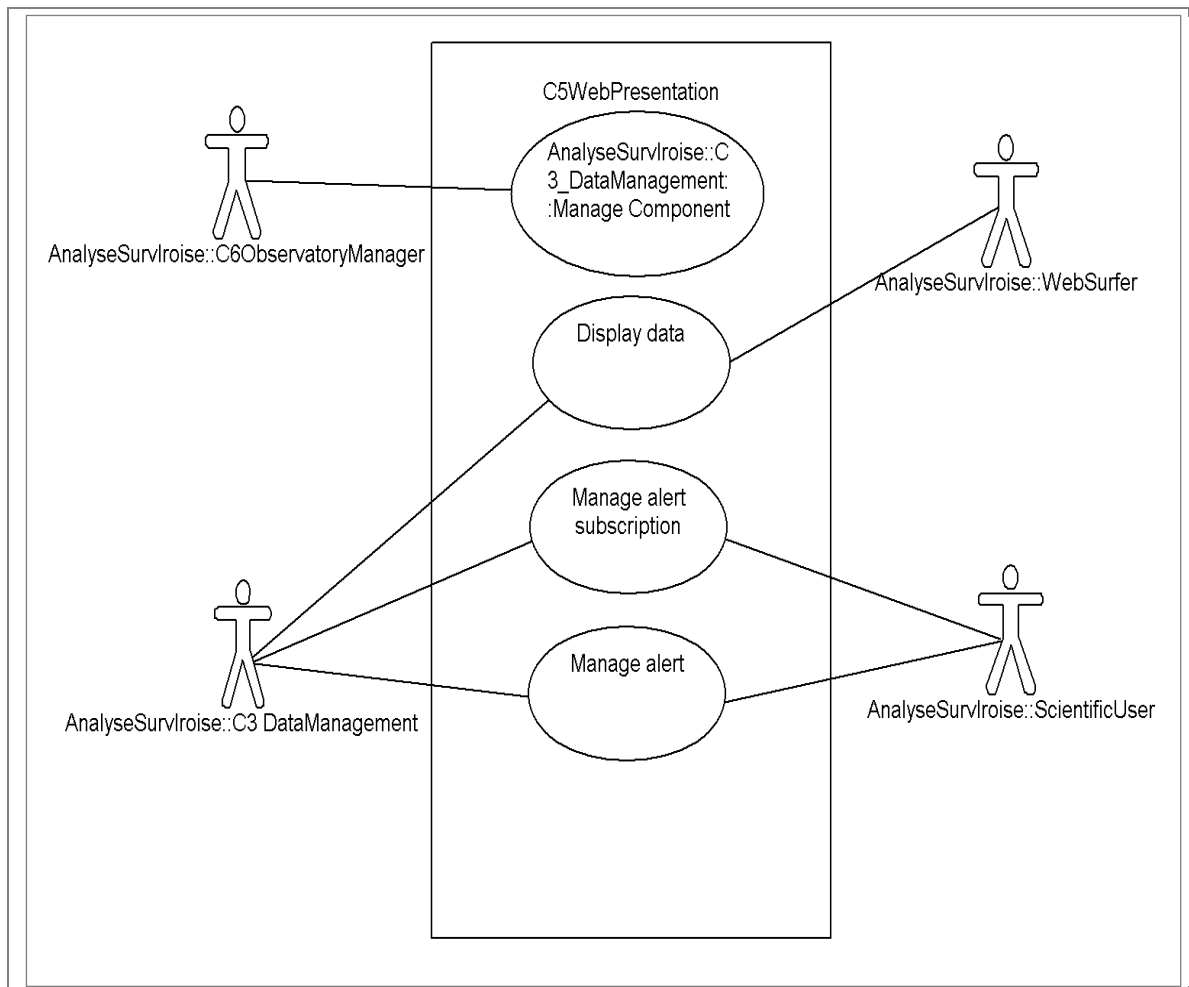 C5WebPresentation
AnalyseSurvIroise::C
3_DataManagement:
:Manage Component
AnalyseSurvIroise::C6ObservatoryManager
AnalyseSurvIroise::WebSurfer
Display data
Manage alert
subscription
Manage alert
AnalyseSurvIroise::C3 DataManagement
AnalyseSurvIroise::ScientificUser